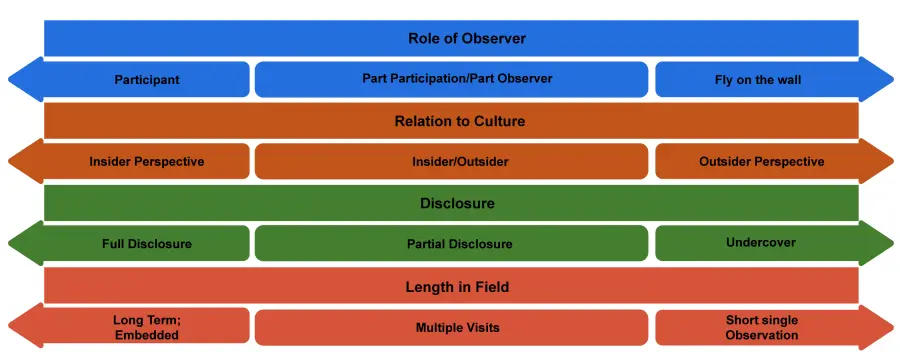 Role of Observer
Participant
Part Participation/Part Observer
Fly on the wall
Relation to Culture
Insider Perspective
Insider/Outsider
Outsider Perspective
Disclosure
Full Disclosure
Partial Disclosure
Undercover
Length in Field
Long Term;
Embedded
Multiple Visits
Short single
Observation